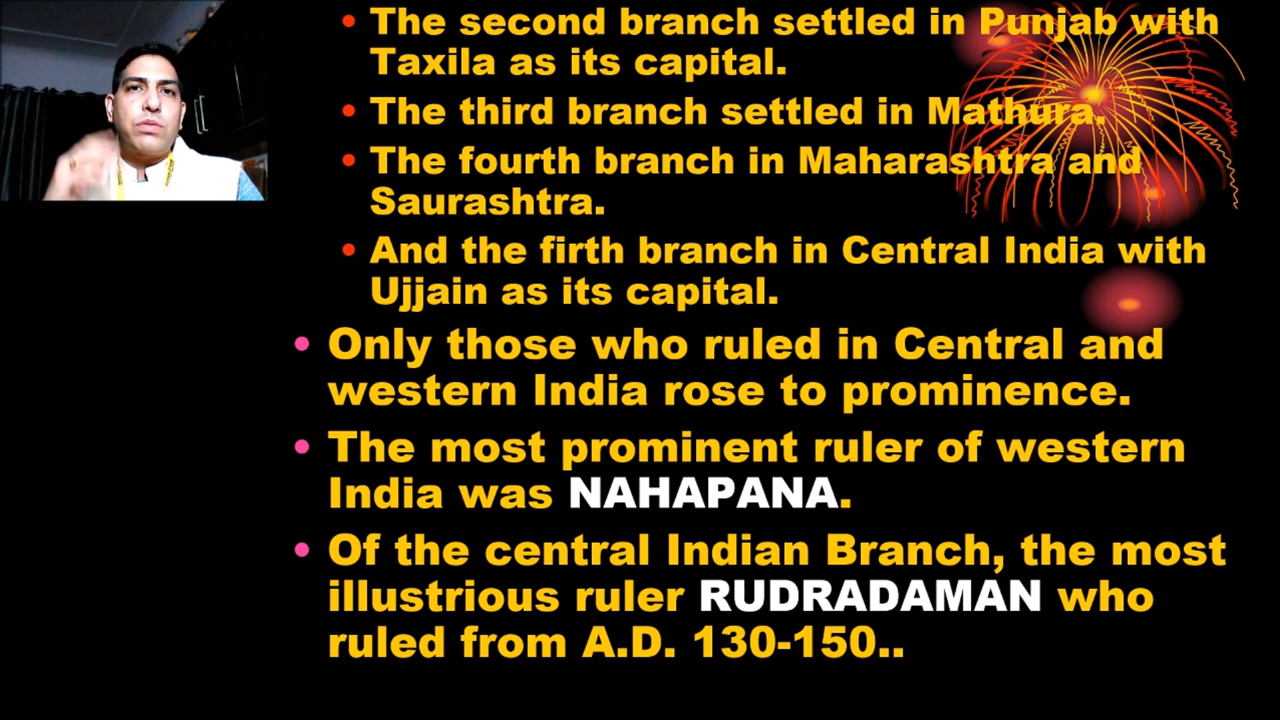 • The second branch settled in Punjab with
Taxila as its capital.
• The third branch settled in Mathura.
• The fourth branch in Maharashtra and
Saurashtra.
• And the firth branch in Central India with
Ujjain as its capital.
• Only those who ruled in Central and
western India rose to prominence.
• The most prominent ruler of western
India was NAHAPANA.
• Of the central Indian Branch, the most
illustrious ruler RUDRADAMAN who
ruled from A.D. 130-150..